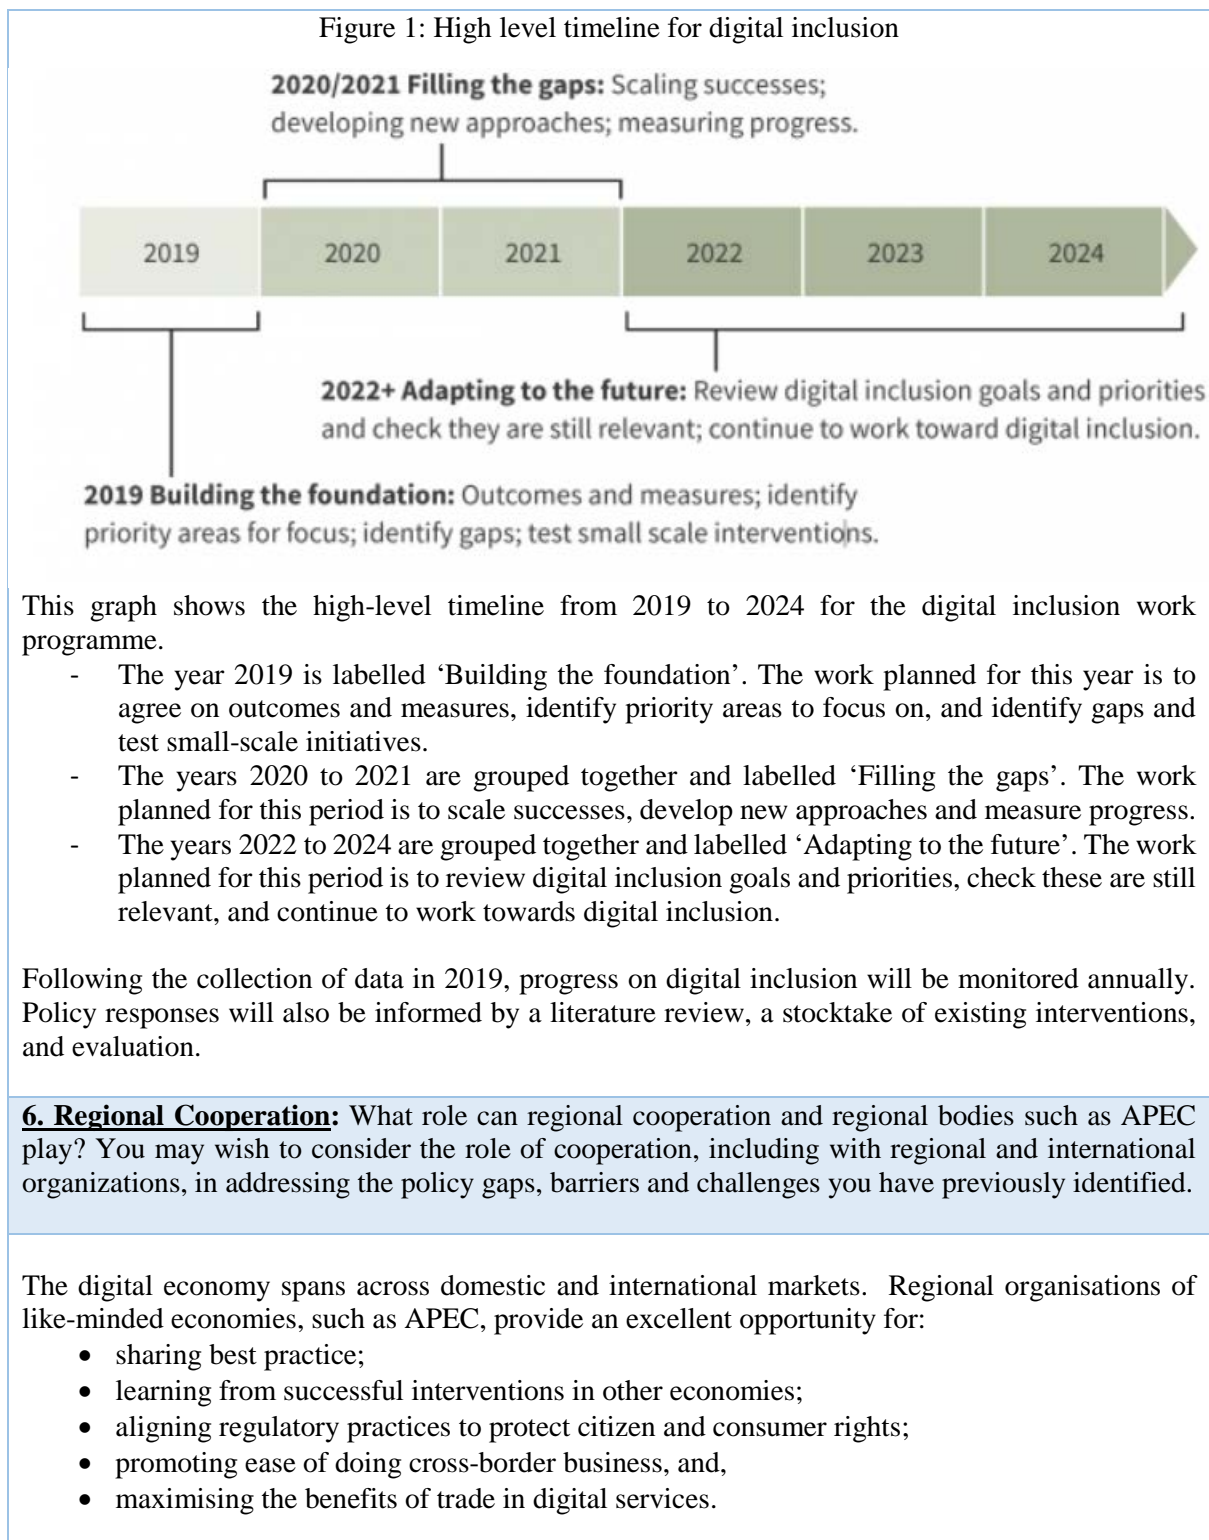 Figure 1: High level timeline for digital inclusion
2020/2021 Filling the gaps: Scaling successes;
developing new approaches; measuring progress.
2019 2020 2021 2022 2023 2024
2022+ Adapting to the future: Review digital inclusion goals and priorities
and check they are still relevant; continue to work toward digital inclusion.
2019 Building the foundation: Outcomes and measures; identify
priority areas for focus; identify gaps; test small scale interventions.
This graph shows the high-level timeline from 2019 to 2024 for the digital inclusion work
programme.
- The year 2019 is labelled ‘Building the foundation’. The work planned for this year is to
agree on outcomes and measures, identify priority areas to focus on, and identify gaps and
test small-scale initiatives.
- The years 2020 to 2021 are grouped together and labelled ‘Filling the gaps’. The work
planned for this period is to scale successes, develop new approaches and measure progress.
- The years 2022 to 2024 are grouped together and labelled ‘Adapting to the future’. The work
planned for this period is to review digital inclusion goals and priorities, check these are still
relevant, and continue to work towards digital inclusion.
Following the collection of data in 2019, progress on digital inclusion will be monitored annually.
Policy responses will also be informed by a literature review, a stocktake of existing interventions,
and evaluation.
6. Regional Cooperation: What role can regional cooperation and regional bodies such as APEC
play? You may wish to consider the role of cooperation, including with regional and international
organizations, in addressing the policy gaps, barriers and challenges you have previously identified.
The digital economy spans across domestic and international markets. Regional organisations of
like-minded economies, such as APEC, provide an excellent opportunity for:
• sharing best practice;
• learning from successful interventions in other economies;
• aligning regulatory practices to protect citizen and consumer rights;
• promoting ease of doing cross-border business, and,
• maximising the benefits of trade in digital services.